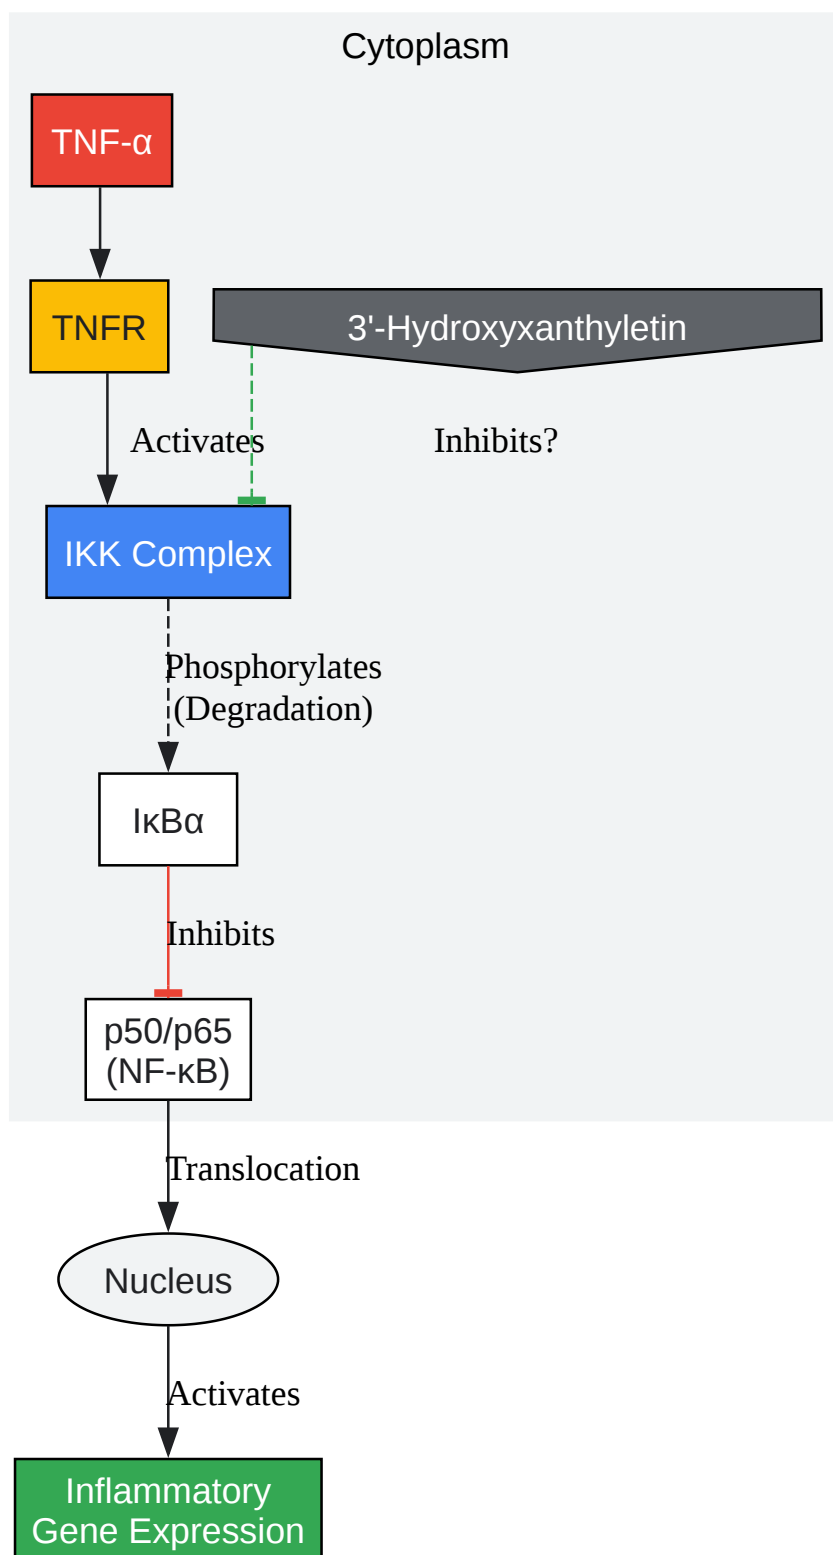 Cytoplasm
TNF-α
TNFR
3'-Hydroxyxanthyletin
Activates
Inhibits?
IKK Complex
Phosphorylates
(Degradation)
IκBα
Inhibits
p50/p65
(NF-κB)
Translocation
Nucleus
Activates
Inflammatory
Gene Expression